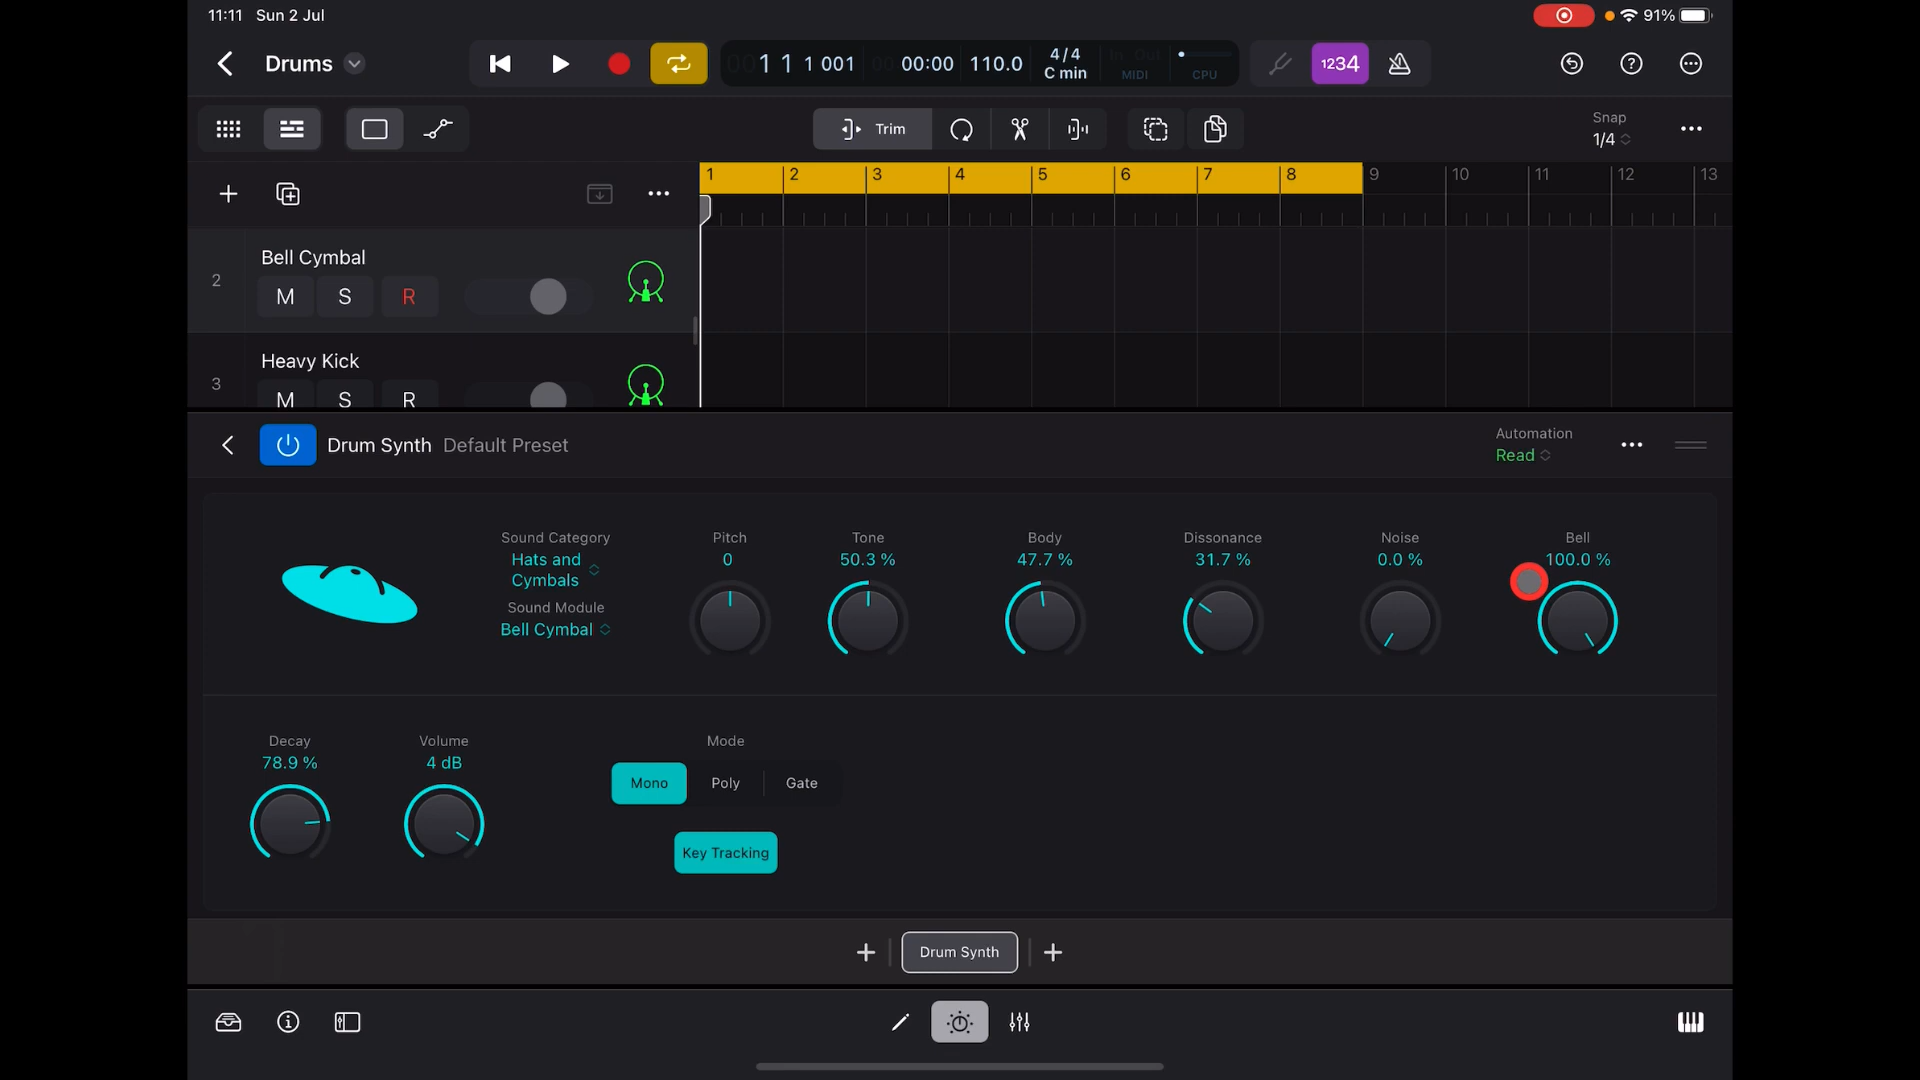 11:11 Sun 2 Jul
91%
Drums
001 1 1 001
00 00:00
110.0
4/4
C min
In Out
MIDI
CPU
1234
Trim
Snap
1/4
1 2 3 4 5 6 7 8 9 10 11 12 13
2
Bell Cymbal
M S R
3
Heavy Kick
M S R
Drum Synth Default Preset
Automation
Read
Sound Category
Hats and
Cymbals
Sound Module
Bell Cymbal
Pitch
0
Tone
50.3 %
Body
47.7 %
Dissonance
31.7 %
Noise
0.0 %
Bell
100.0 %
Decay
78.9 %
Volume
4 dB
Mode
Mono Poly Gate
Key Tracking
Drum Synth